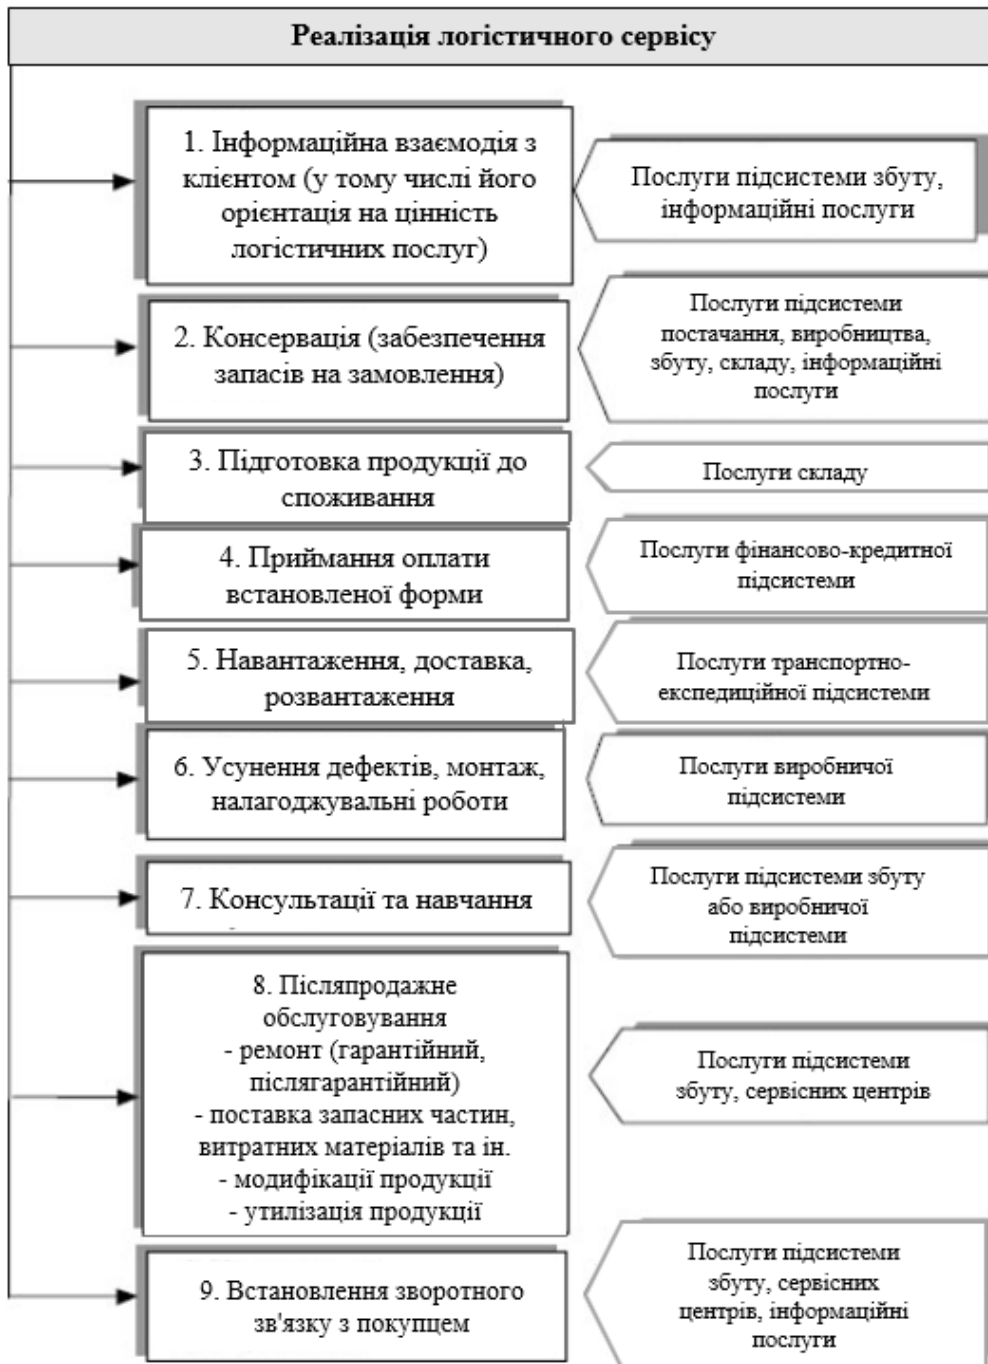 Реалізація логістичного сервісу
1. Інформаційна взаємодія з
клієнтом (у тому числі його
орієнтація на цінність
логістичних послуг)
Послуги підсистеми збуту,
інформаційні послуги
2. Консервація (забезпечення
запасів на замовлення)
Послуги підсистеми
постачання, виробництва,
збуту, складу, інформаційні
послуги
3. Підготовка продукції до
споживання
Послуги складу
4. Приймання оплати
встановленої форми
Послуги фінансово-кредитної
підсистеми
5. Навантаження, доставка,
розвантаження
Послуги транспортно-
експедиційної підсистеми
6. Усунення дефектів, монтаж,
налагоджувальні роботи
Послуги виробничої
підсистеми
7. Консультації та навчання
Послуги підсистеми збуту
або виробничої
підсистеми
8. Післяпродажне
обслуговування
- ремонт (гарантійний,
післягарантійний)
- поставка запасних частин,
витратних матеріалів та ін.
- модифікації продукції
- утилізація продукції
Послуги підсистеми
збуту, сервісних центрів
9. Встановлення зворотного
зв'язку з покупцем
Послуги підсистеми
збуту, сервісних
центрів, інформаційні
послуги